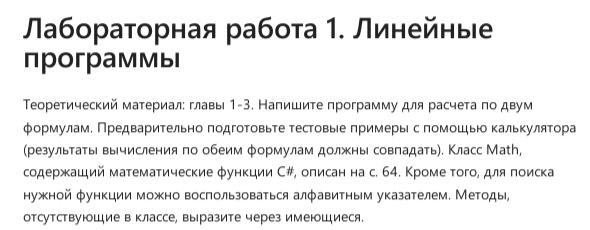 Лабораторная работа 1. Линейные
программы
Теоретический материал: главы 1-3. Напишите программу для расчета по двум
формулам. Предварительно подготовьте тестовые примеры с помощью калькулятора
(результаты вычисления по обеим формулам должны совпадать). Класс Math,
содержащий математические функции C#, описан на с. 64. Кроме того, для поиска
нужной функции можно воспользоваться алфавитным указателем. Методы,
отсутствующие в классе, выразите через имеющиеся.